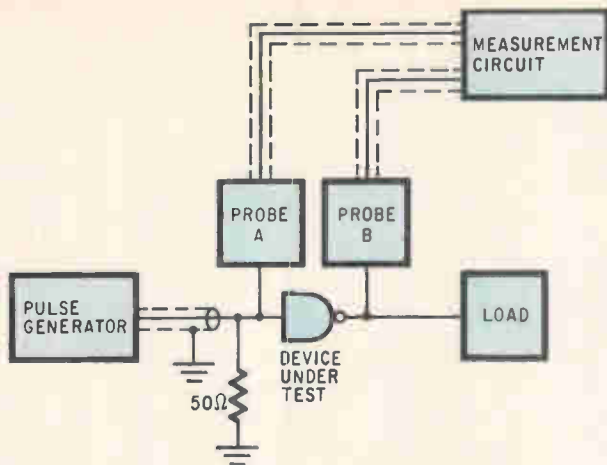 MEASUREMENT
CIRCUIT
PROBE
A
PROBE
B
PULSE
GENERATOR
LOAD
DEVICE
UNDER
TEST
50Ω